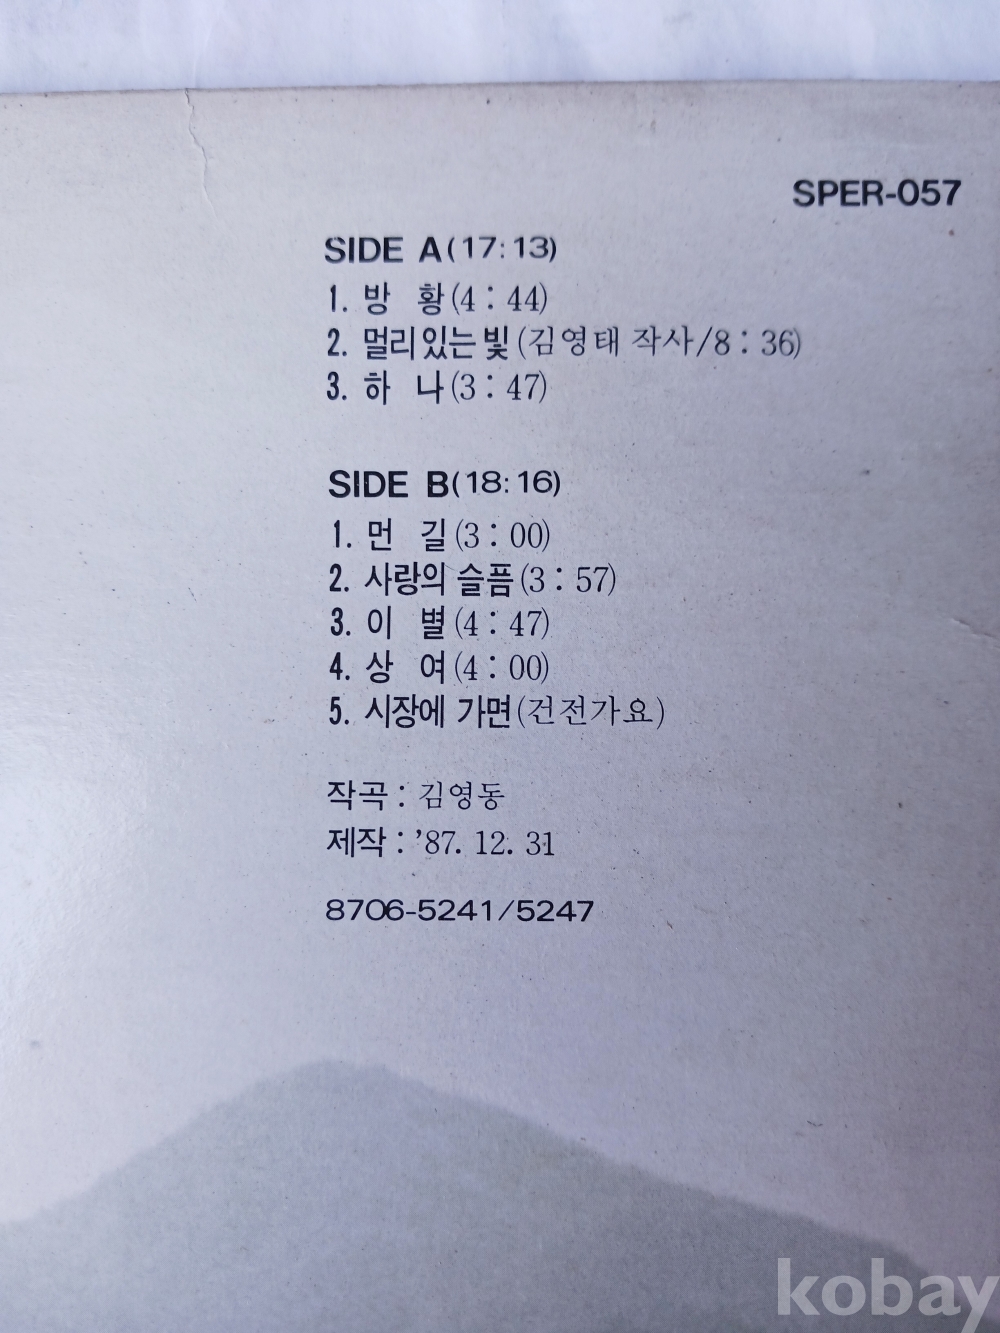 SPER-057
SIDE A(17:13)
1. 방 황(4 : 44)
2. 멀리있는 빛(김영태 작사/8 : 36)
3. 하 나(3 : 47)
SIDE B(18:16)
1. 먼 길(3 : 00)
2. 사랑의 슬픔(3 : 57)
3. 이 별(4 : 47)
4. 상 여(4 : 00)
5. 시장에 가면(건전가요)
작곡 : 김영동
제작 : '87. 12. 31
8706-5241/5247
kobay